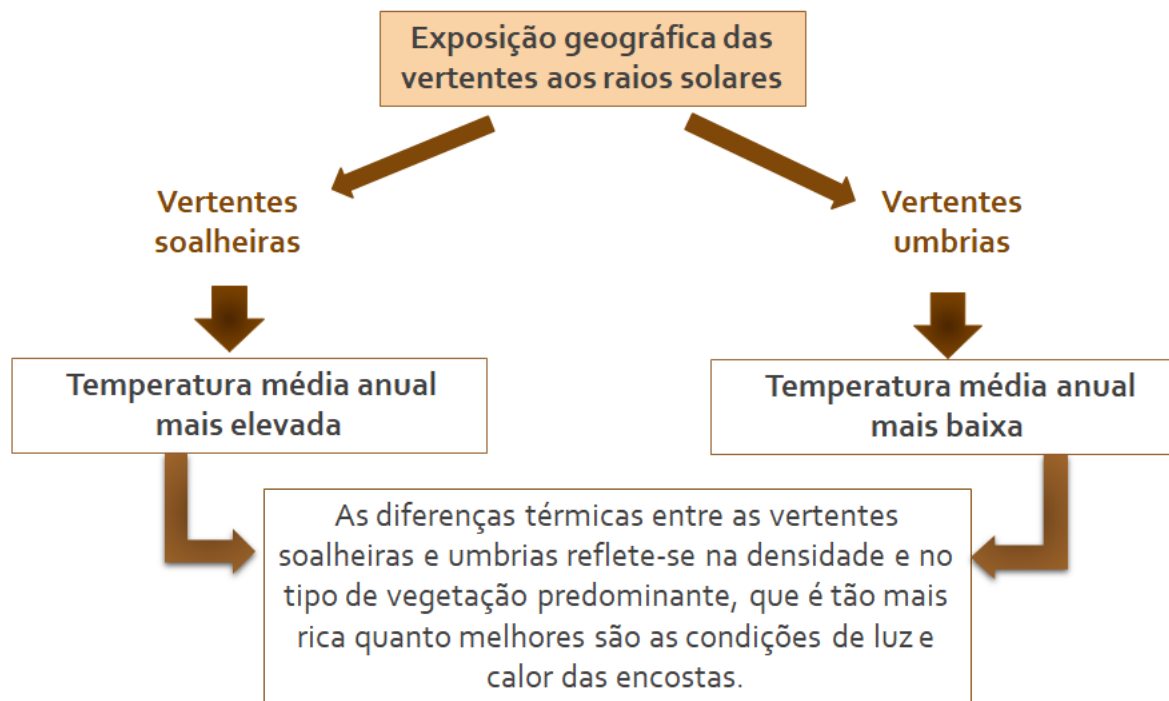 Exposição geográfica das
vertentes aos raios solares
Vertentes
soalheiras
Vertentes
umbrias
Temperatura média anual
mais elevada
Temperatura média anual
mais baixa
As diferenças térmicas entre as vertentes
soalheiras e umbrias reflete-se na densidade e no
tipo de vegetação predominante, que é tão mais
rica quanto melhores são as condições de luz e
calor das encostas.